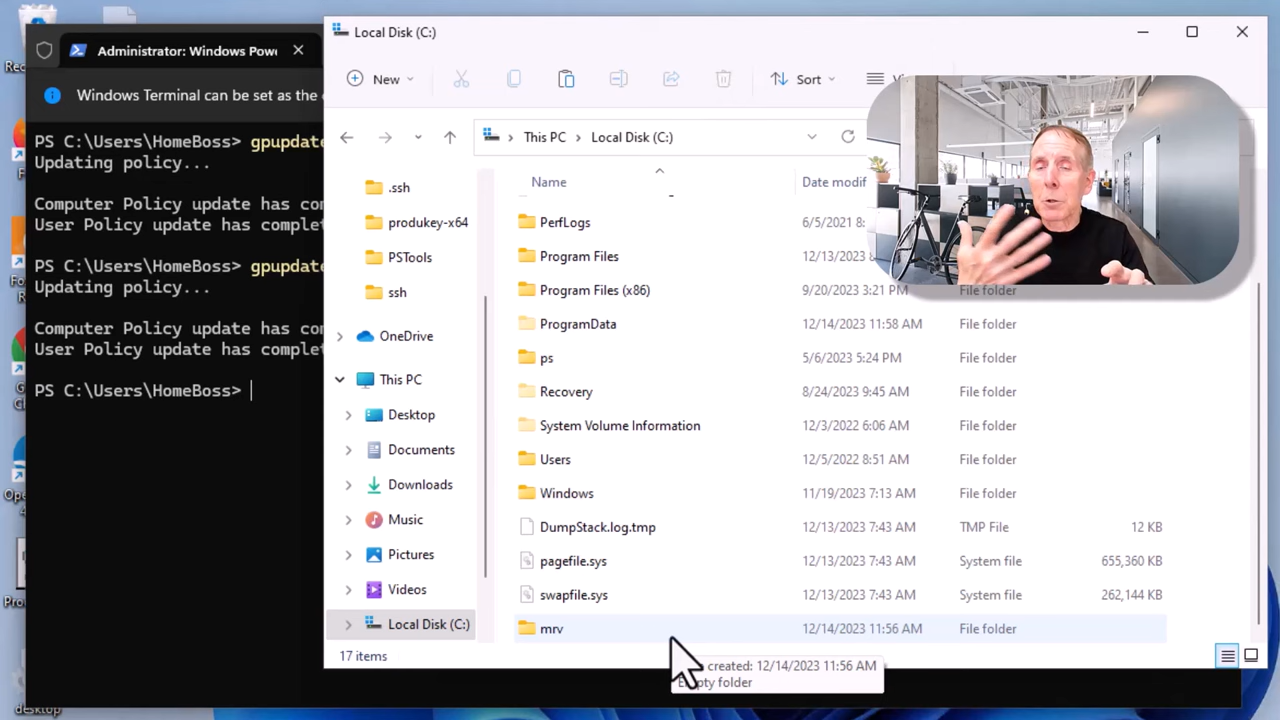 Local Disk (C:)
Administrator: Windows Powe
New
Sort
Windows Terminal can be set as the
This PC > Local Disk (C:)
PS C:\Users\HomeBoss> gpupdate
Updating policy...
Computer Policy update has co
User Policy update has complet
PS C:\Users\HomeBoss> gpupdate
Updating policy...
Computer Policy update has co
User Policy update has complet
PS C:\Users\HomeBoss>
.ssh
produkey-x64
PSTools
ssh
OneDrive
This PC
Desktop
Documents
Downloads
Music
Pictures
Videos
Local Disk (C:)
Name Date modif
PerfLogs 6/5/2021 8:
Program Files 12/13/2023
Program Files (x86) 9/20/2023 3:21 PM File folder
ProgramData 12/14/2023 11:58 AM File folder
ps 5/6/2023 5:24 PM File folder
Recovery 8/24/2023 9:45 AM File folder
System Volume Information 12/3/2022 6:06 AM File folder
Users 12/5/2022 8:51 AM File folder
Windows 11/19/2023 7:13 AM File folder
DumpStack.log.tmp 12/13/2023 7:43 AM TMP File 12 KB
pagefile.sys 12/13/2023 7:43 AM System file 655,360 KB
swapfile.sys 12/13/2023 7:43 AM System file 262,144 KB
mrv 12/14/2023 11:56 AM File folder
17 items
created: 12/14/2023 11:56 AM
Empty folder
desktop